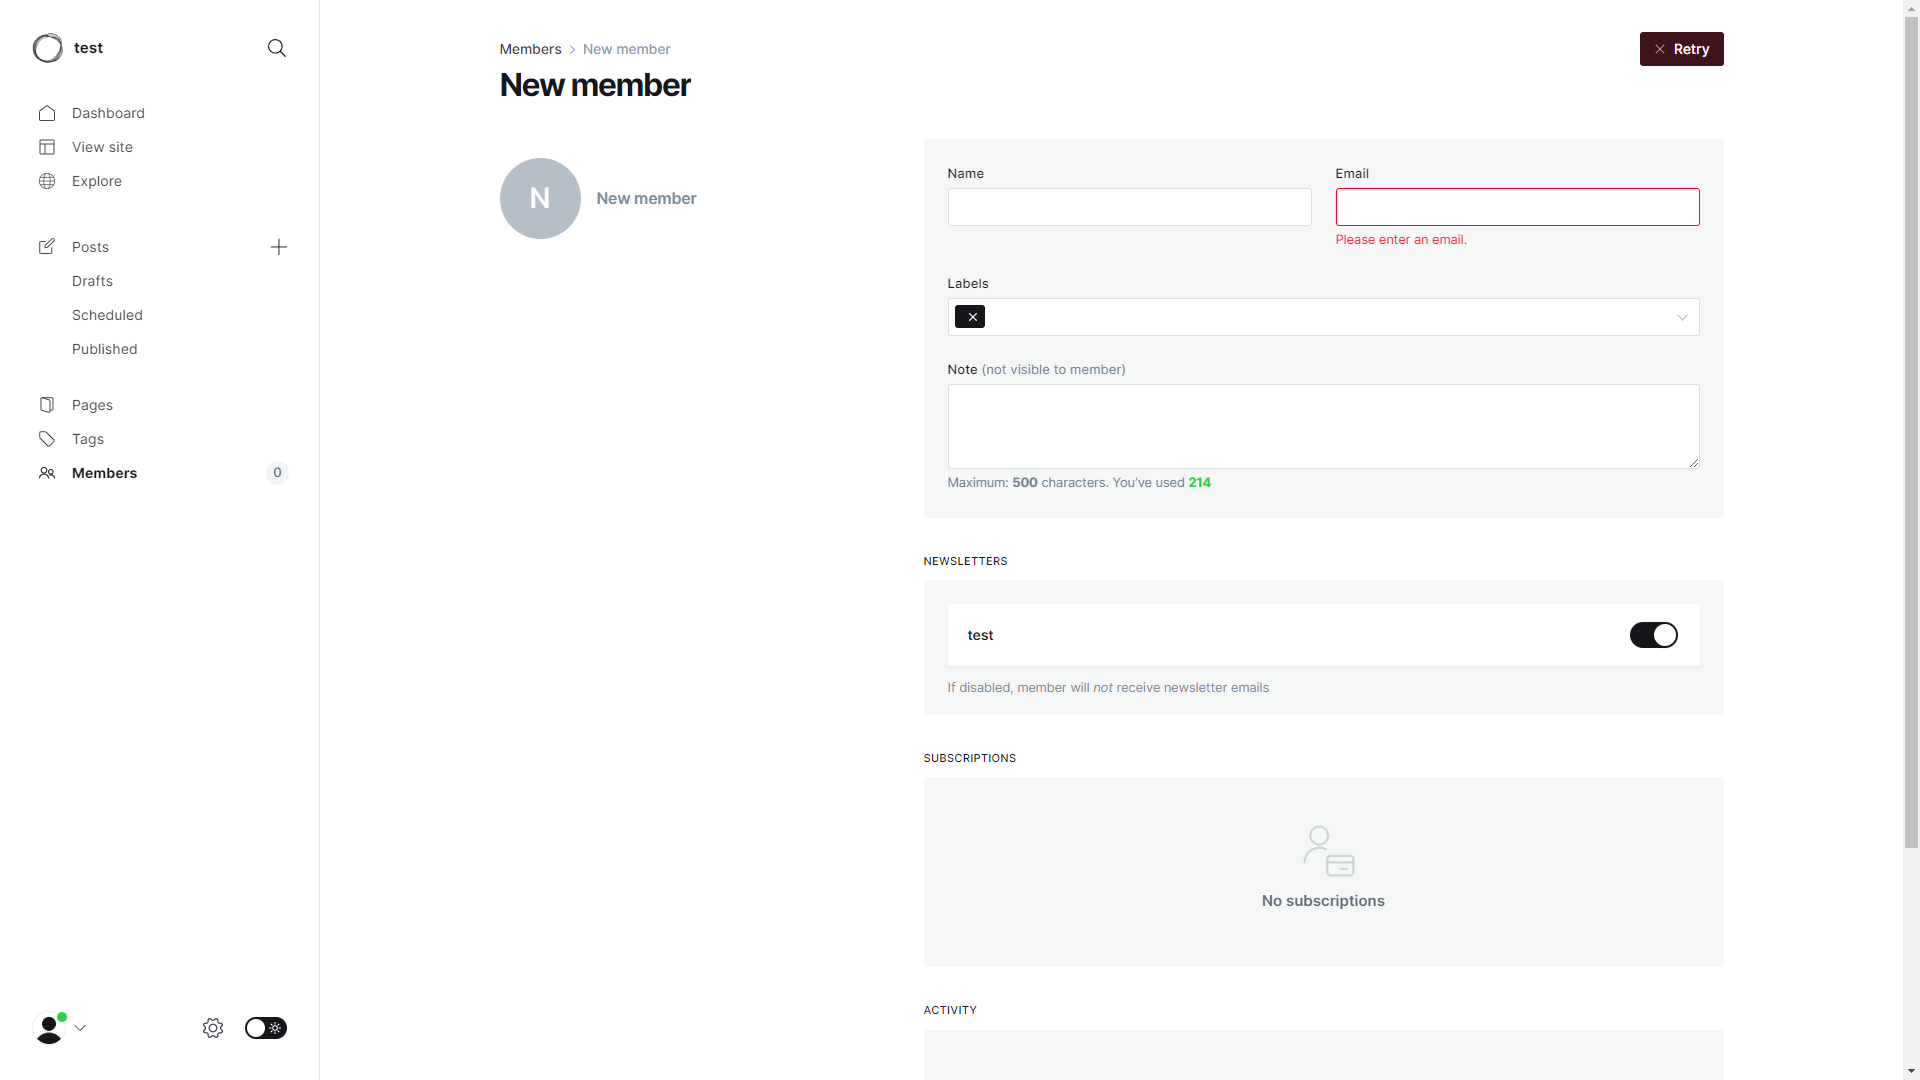 test
Dashboard
View site
Explore
Posts
Drafts
Scheduled
Published
Pages
Tags
Members 0
Members > New member
New member
Retry
N
New member
Name
Email
Please enter an email.
Labels
Note (not visible to member)
Maximum: 500 characters. You’ve used 214
NEWSLETTERS
test
If disabled, member will not receive newsletter emails
SUBSCRIPTIONS
No subscriptions
ACTIVITY